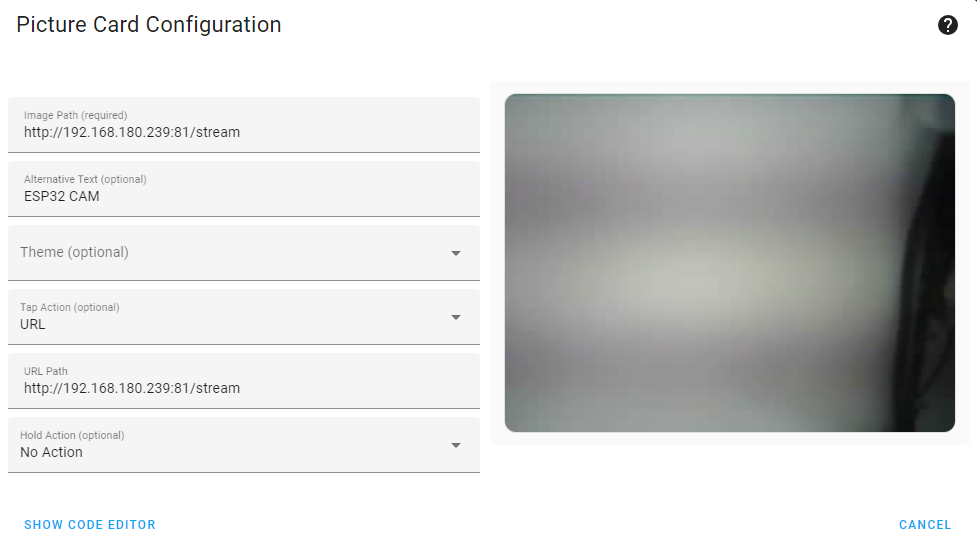 Picture Card Configuration
Image Path (required)
http://192.168.180.239:81/stream
Alternative Text (optional)
ESP32 CAM
Theme (optional)
Tap Action (optional)
URL
URL Path
http://192.168.180.239:81/stream
Hold Action (optional)
No Action
SHOW CODE EDITOR
CANCEL